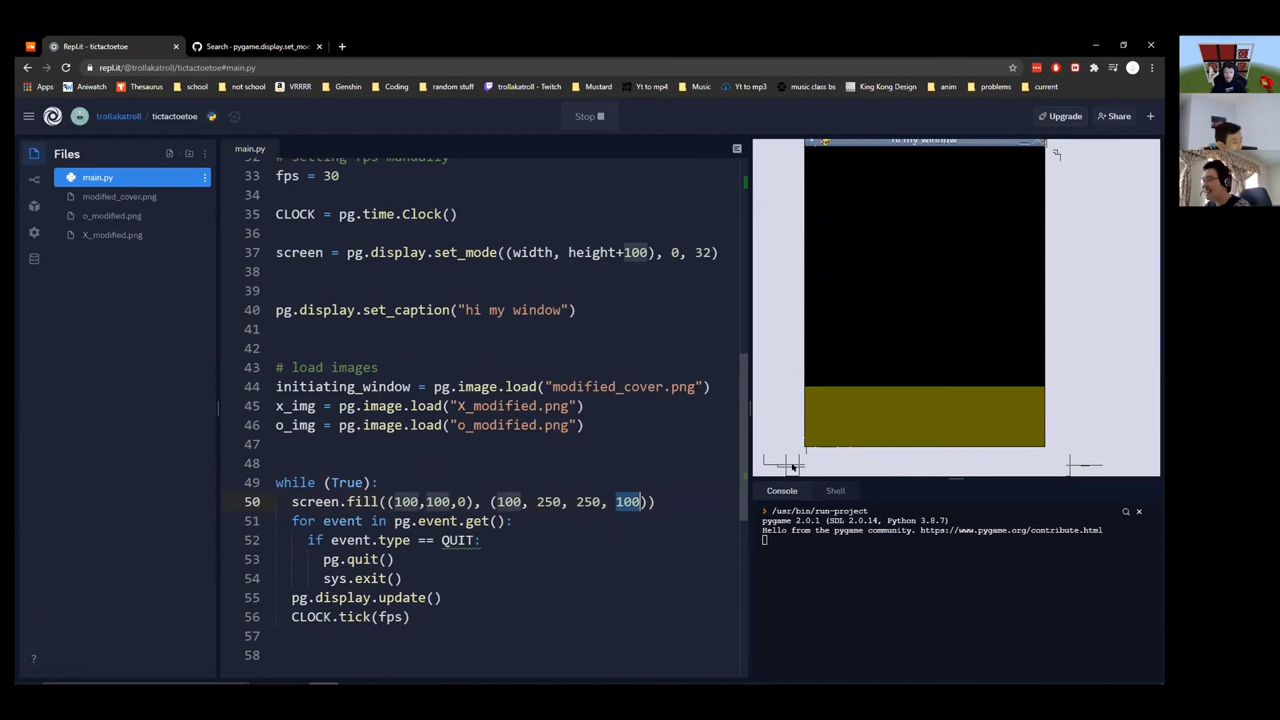 Repl.it - tictactoetoe
Search · pygame.display.set_mod
repl.it/@trollakatroll/tictactoetoe#main.py
Aniwatch Thesaurus school not school VRRRR Genshin Coding random stuff trollakatroll - Twitch Mustard Yt to mp4 Music Yt to mp3 music class bs King Kong Design anim problems current
trollakatroll / tictactoetoe Stop Upgrade Share
Files
main.py
modified_cover.png
o_modified.png
X_modified.png
main.py
32 # setting fps manually
33 fps = 30
34
35 CLOCK = pg.time.Clock()
36
37 screen = pg.display.set_mode((width, height+100), 0, 32)
38
39
40 pg.display.set_caption("hi my window")
41
42
43 # load images
44 initiating_window = pg.image.load("modified_cover.png")
45 x_img = pg.image.load("X_modified.png")
46 o_img = pg.image.load("o_modified.png")
47
48
49 while (True):
50 screen.fill((100,100,0), (100, 250, 250, 100))
51 for event in pg.event.get():
52 if event.type == QUIT:
53 pg.quit()
54 sys.exit()
55 pg.display.update()
56 CLOCK.tick(fps)
57
58
hi my window
Console Shell
/usr/bin/run-project
pygame 2.0.1 (SDL 2.0.14, Python 3.8.7)
Hello from the pygame community. https://www.pygame.org/contribute.html
?